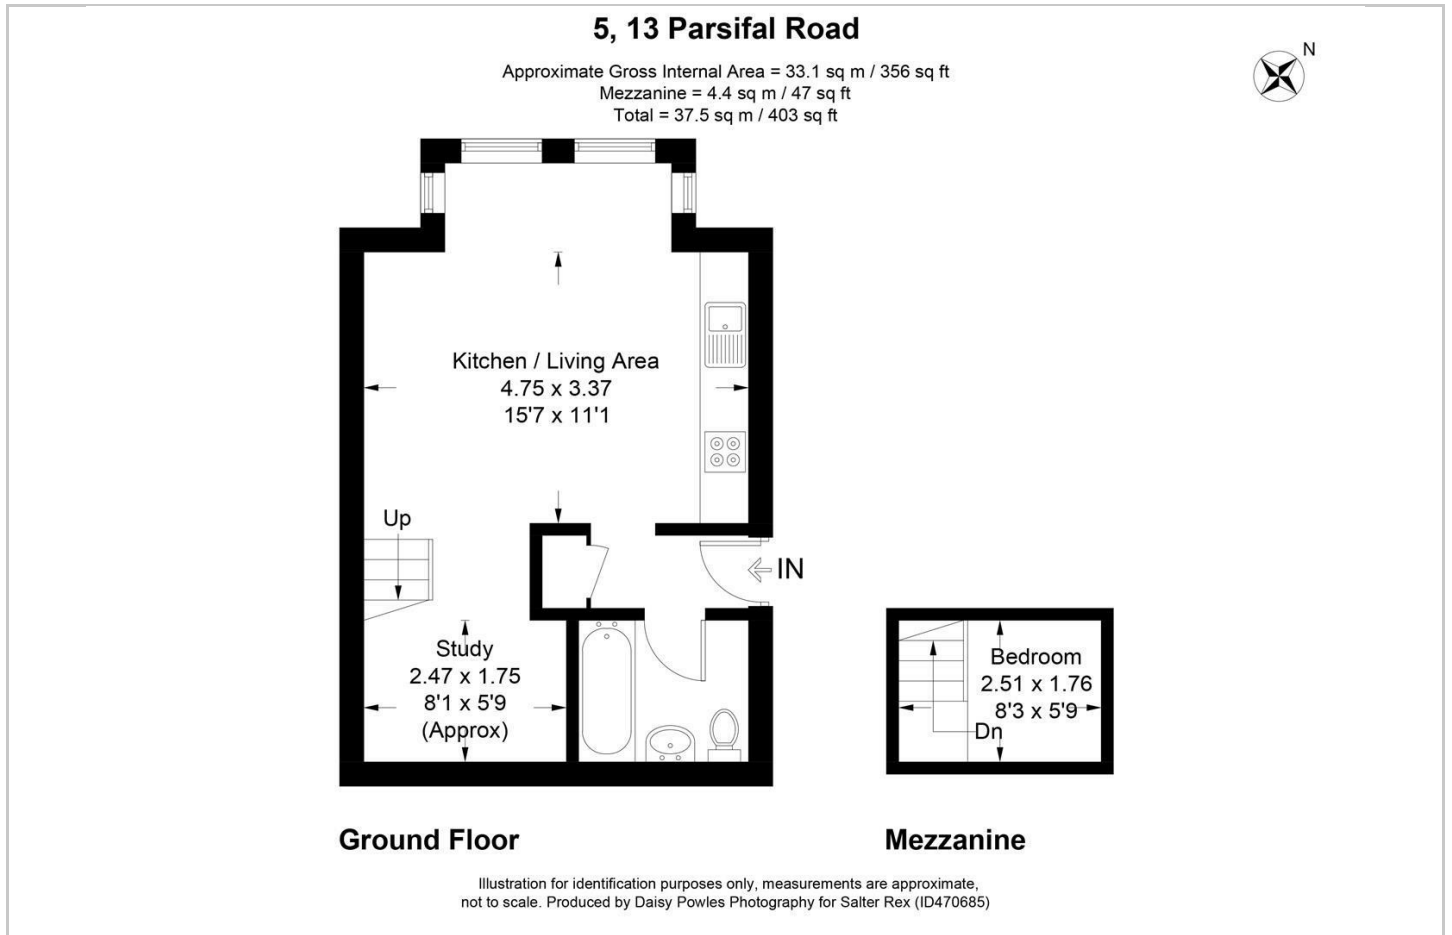 5, 13 Parsifal Road
Approximate Gross Internal Area = 33.1 sq m / 356 sq ft
Mezzanine = 4.4 sq m / 47 sq ft
Total = 37.5 sq m / 403 sq ft
N
Kitchen / Living Area
4.75 x 3.37
15'7 x 11'1
Up
IN
Study
2.47 x 1.75
8'1 x 5'9
(Approx)
Bedroom
2.51 x 1.76
8'3 x 5'9
Dn
Ground Floor
Mezzanine
Illustration for identification purposes only, measurements are approximate,
not to scale. Produced by Daisy Powles Photography for Salter Rex (ID470685)